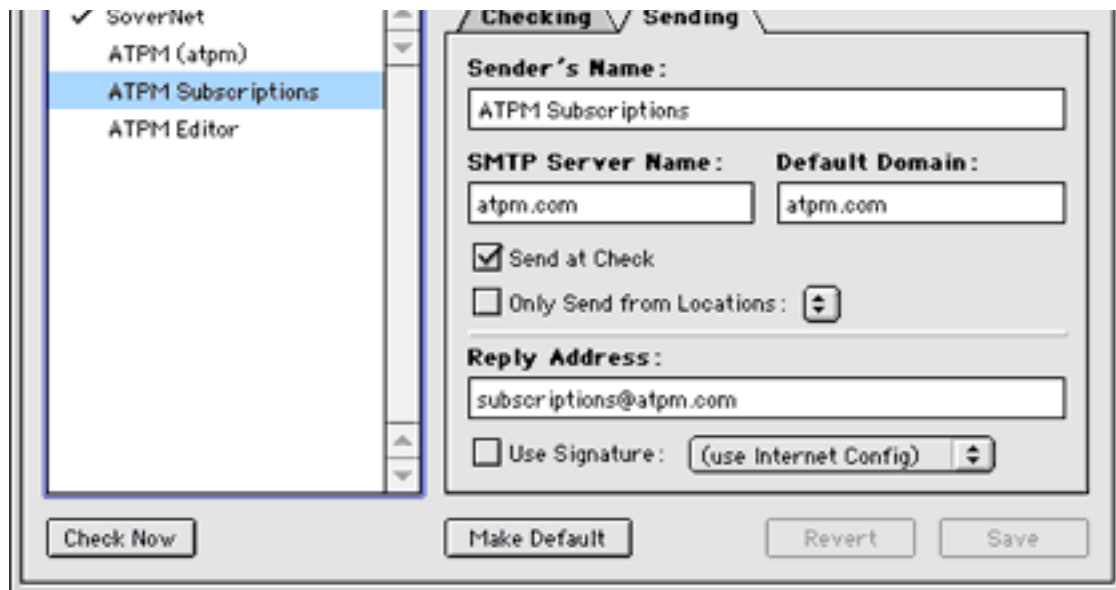 ✓ SoverNet
ATPM (atpm)
ATPM Subscriptions
ATPM Editor
Checking
Sending
Sender's Name:
ATPM Subscriptions
SMTP Server Name:
Default Domain:
atpm.com
atpm.com
Send at Check
Only Send from Locations:
Reply Address:
subscriptions@atpm.com
Use Signature:
(use Internet Config)
Check Now
Make Default
Revert
Save